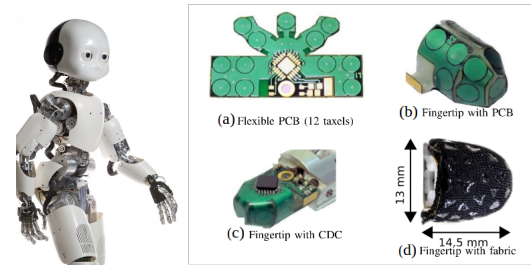 (a) Flexible PCB (12 taxels)
(b) Fingertip with PCB
(c) Fingertip with CDC
13 mm
14,5 mm
(d) Fingertip with fabric